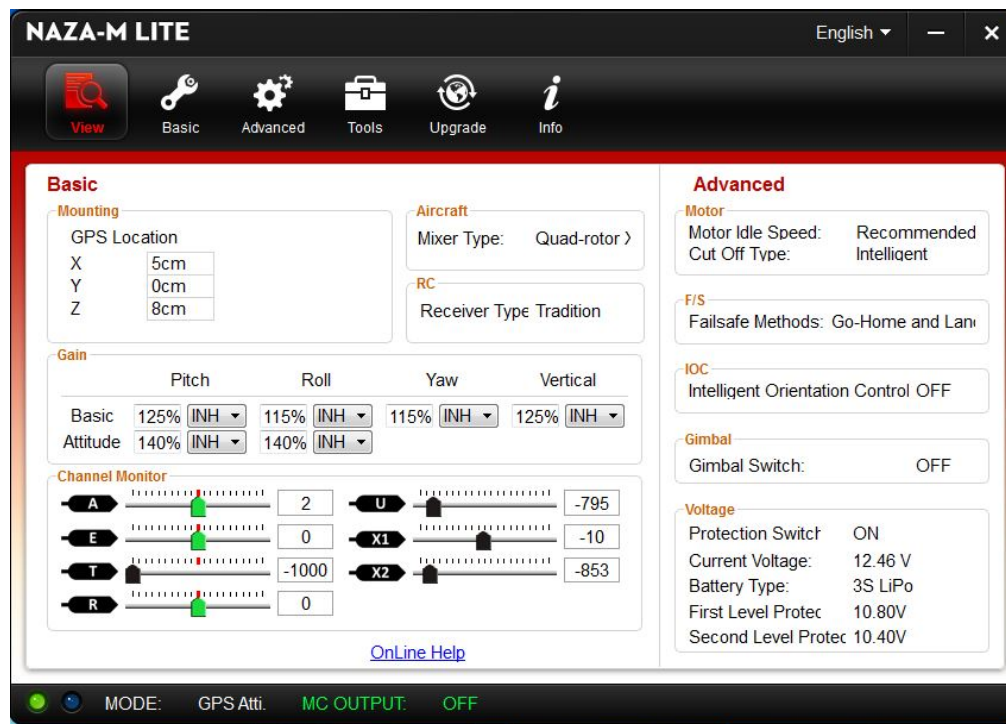 NAZA-M LITE
English
View Basic Advanced Tools Upgrade Info
Basic
Mounting
GPS Location
X 5cm
Y 0cm
Z 8cm
Aircraft
Mixer Type: Quad-rotor X
RC
Receiver Type Tradition
Gain
Pitch Roll Yaw Vertical
Basic 125% INH 115% INH 115% INH 125% INH
Attitude 140% INH 140% INH
Channel Monitor
A 2
E 0
T -1000
R 0
U -795
X1 -10
X2 -853
OnLine Help
Advanced
Motor
Motor Idle Speed: Recommended
Cut Off Type: Intelligent
F/S
Failsafe Methods: Go-Home and Lan
IOC
Intelligent Orientation Control OFF
Gimbal
Gimbal Switch: OFF
Voltage
Protection Switch ON
Current Voltage: 12.46 V
Battery Type: 3S LiPo
First Level Protec 10.80V
Second Level Protec 10.40V
MODE: GPS Atti. MC OUTPUT: OFF